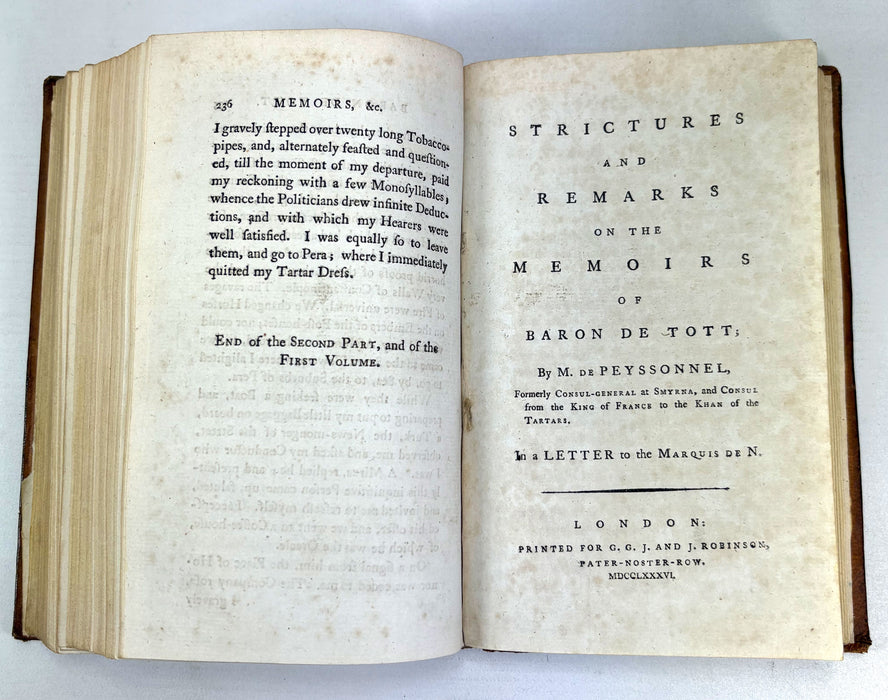 236 MEMOIRS, &c.
I gravely ſtepped over twenty long Tobacco-
pipes, and, alternately feaſted and queſtion-
ed, till the moment of my departure, paid
my reckoning with a few Monoſyllables;
whence the Politicians drew infinite Deduc-
tions, and with which my Hearers were
well ſatisfied. I was equally ſo to leave
them, and go to Pera; where I immediately
quitted my Tartar Dreſs.
END of the SECOND PART, and of the
FIRST VOLUME.
STRICTURES
AND
REMARKS
ON THE
MEMOIRS
OF
BARON DE TOTT;
By M. DE PEYSSONNEL,
Formerly CONSUL-GENERAL at SMYRNA, and CONSUL
from the KING of FRANCE to the KHAN of the
TARTARS.
In a LETTER to the MARQUIS DE N.
LONDON:
PRINTED FOR G. G. J. AND J. ROBINSON,
PATER-NOSTER-ROW.
MDCCLXXXVI.